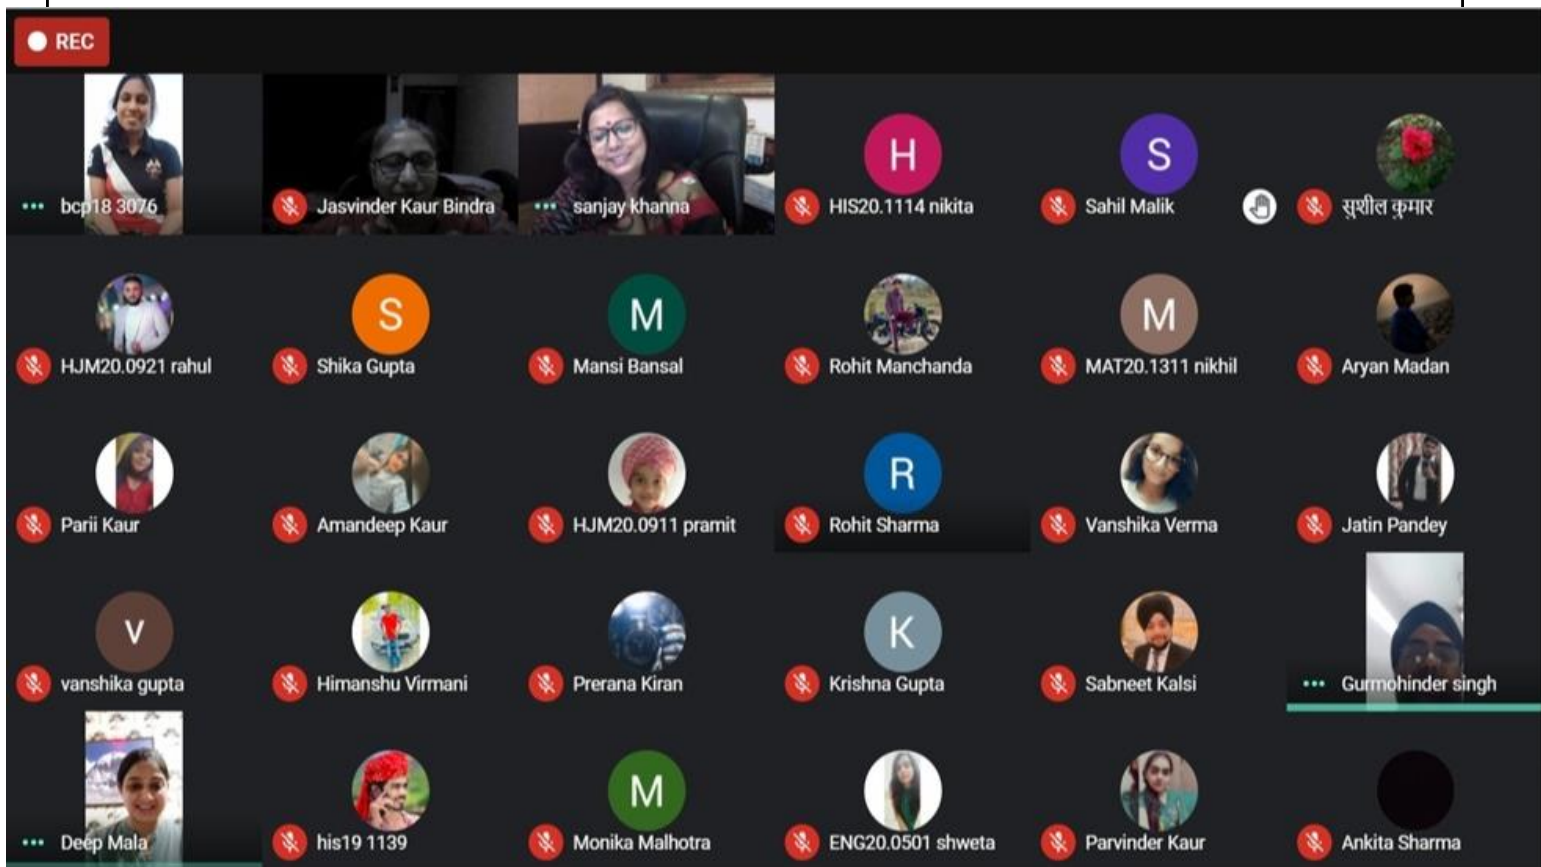 REC
bcp18 3076
Jasvinder Kaur Bindra
sanjay khanna
H
HIS20.1114 nikita
S
Sahil Malik
सुशील कुमार
HJM20.0921 rahul
S
Shika Gupta
M
Mansi Bansal
Rohit Manchanda
M
MAT20.1311 nikhil
Aryan Madan
Parii Kaur
Amandeep Kaur
HJM20.0911 pramit
R
Rohit Sharma
Vanshika Verma
Jatin Pandey
v
vanshika gupta
Himanshu Virmani
Prerana Kiran
K
Krishna Gupta
Sabneet Kalsi
Gurmohinder singh
Deep Mala
his19 1139
M
Monika Malhotra
ENG20.0501 shweta
Parvinder Kaur
Ankita Sharma